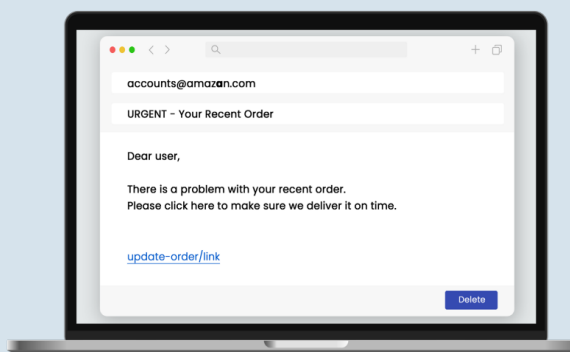 accounts@amazan.com
URGENT - Your Recent Order
Dear user,
There is a problem with your recent order.
Please click here to make sure we deliver it on time.
update-order/link
Delete